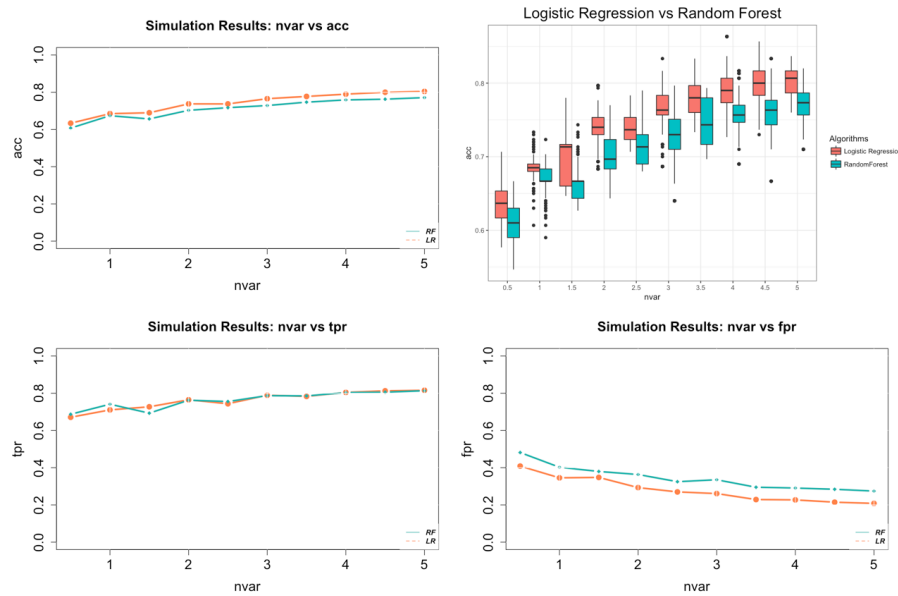 Simulation Results: nvar vs acc
acc
0.0 0.2 0.4 0.6 0.8 1.0
RF
LR
1 2 3 4 5
nvar
Logistic Regression vs Random Forest
acc
0.8
0.7
0.6
0.5 1 1.5 2 2.5 3 3.5 4 4.5 5
nvar
Algorithms
Logistic Regressio
RandomForest
Simulation Results: nvar vs tpr
tpr
0.0 0.2 0.4 0.6 0.8 1.0
RF
LR
1 2 3 4 5
nvar
Simulation Results: nvar vs fpr
fpr
0.0 0.2 0.4 0.6 0.8 1.0
RF
LR
1 2 3 4 5
nvar